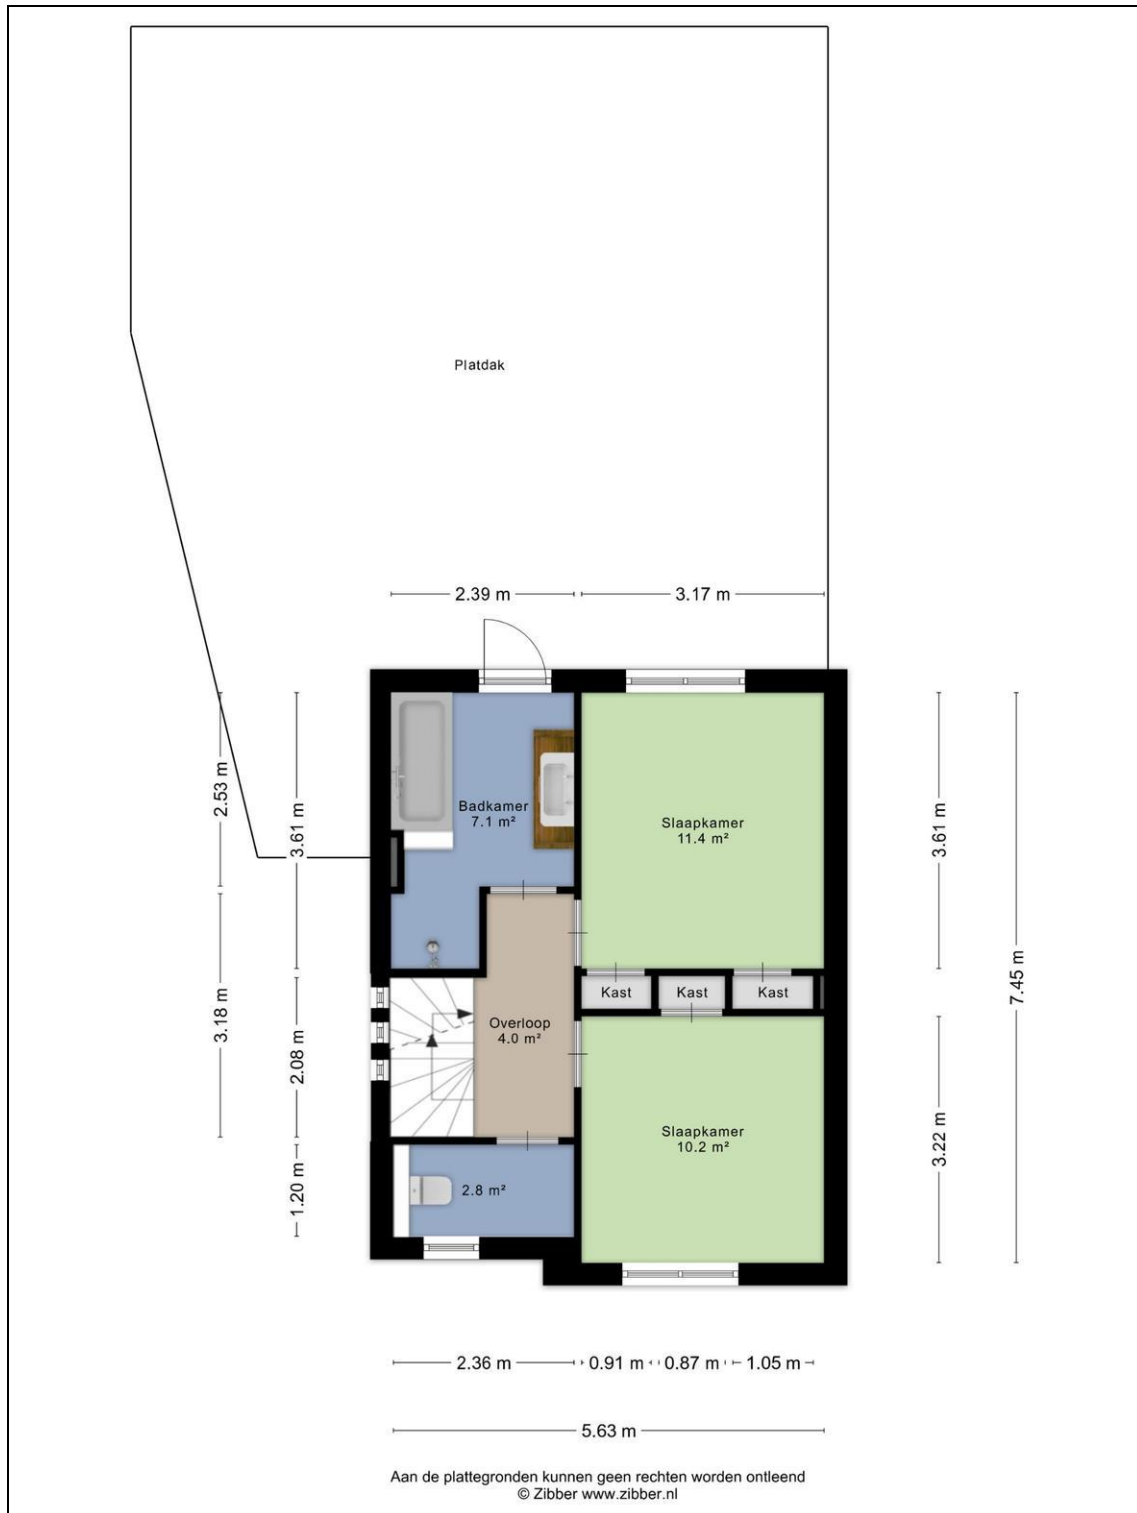 Platdak
2.39 m
3.17 m
2.53 m
3.61 m
Badkamer
7.1 m²
Slaapkamer
11.4 m²
3.61 m
7.45 m
Kast
Kast
Kast
3.18 m
2.08 m
Overloop
4.0 m²
Slaapkamer
10.2 m²
3.22 m
1.20 m
2.8 m²
2.36 m
0.91 m
0.87 m
1.05 m
5.63 m
Aan de plattegronden kunnen geen rechten worden ontleend
© Zibber www.zibber.nl